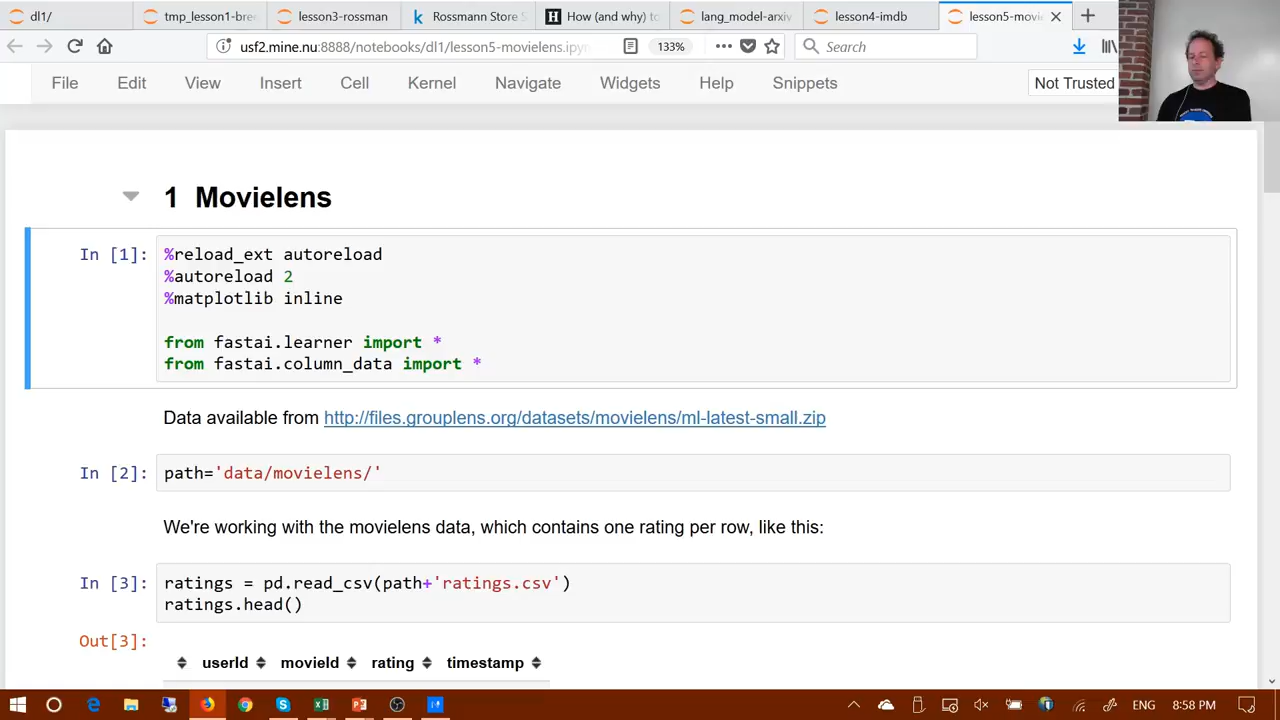 dl1/
tmp_lesson1-bre
lesson3-rossman
Rossmann Store S
How (and why) to
lang_model-arxiv
lesso
-imdb
lesson5-movi
usf2.mine.nu:8888/notebooks/dl1/lesson5-movielens.ipyn
133%
Search
File Edit View Insert Cell Kernel Navigate Widgets Help Snippets
Not Trusted
1 Movielens
In [1]:
%reload_ext autoreload
%autoreload 2
%matplotlib inline
from fastai.learner import *
from fastai.column_data import *
Data available from http://files.grouplens.org/datasets/movielens/ml-latest-small.zip
In [2]: path='data/movielens/'
We're working with the movielens data, which contains one rating per row, like this:
In [3]: ratings = pd.read_csv(path+'ratings.csv')
ratings.head()
Out[3]:
userId movieId rating timestamp
ENG 8:58 PM